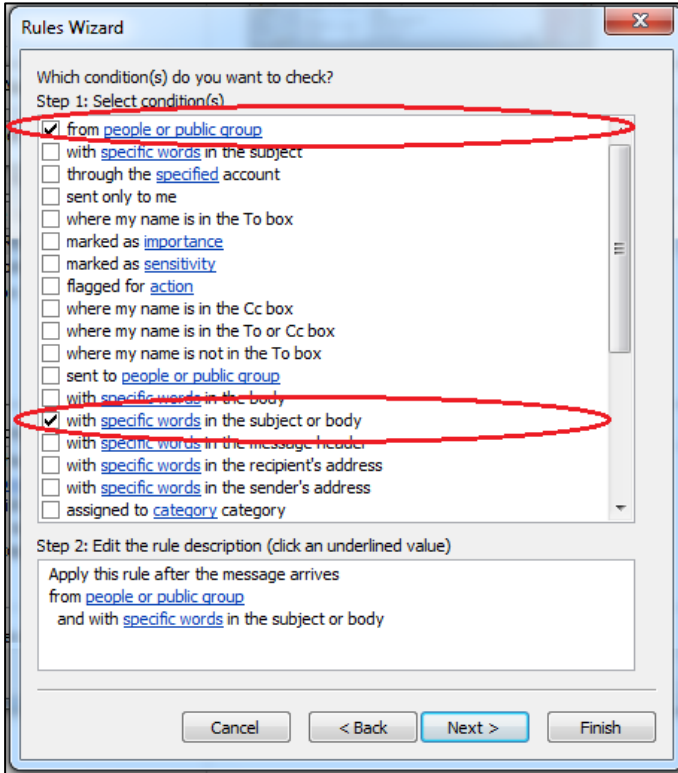 Rules Wizard
Which condition(s) do you want to check?
Step 1: Select condition(s)
from people or public group
with specific words in the subject
through the specified account
sent only to me
where my name is in the To box
marked as importance
marked as sensitivity
flagged for action
where my name is in the Cc box
where my name is in the To or Cc box
where my name is not in the To box
sent to people or public group
with specific words in the body
with specific words in the subject or body
with specific words in the message header
with specific words in the recipient's address
with specific words in the sender's address
assigned to category category
Step 2: Edit the rule description (click an underlined value)
Apply this rule after the message arrives
from people or public group
and with specific words in the subject or body
Cancel < Back Next > Finish